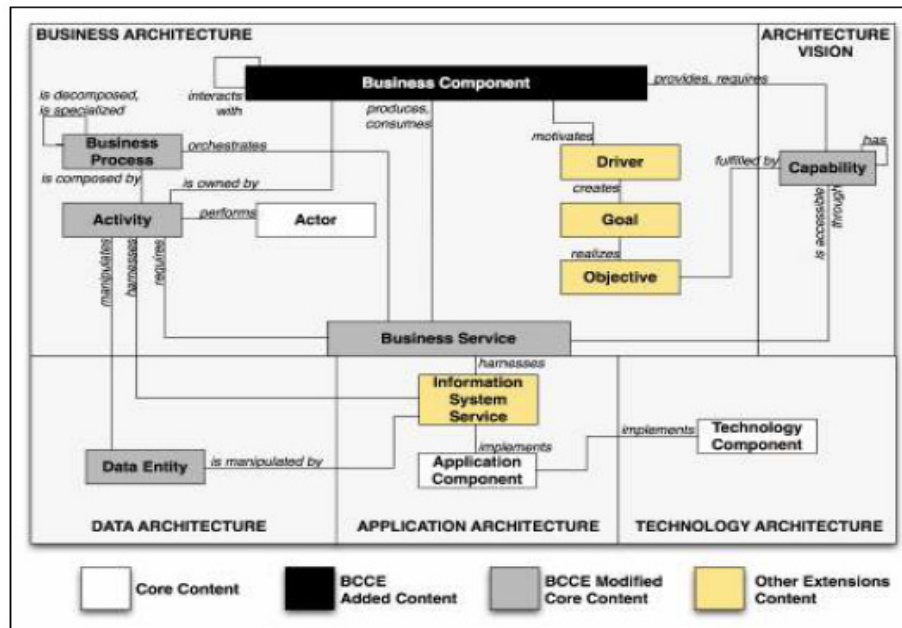 BUSINESS ARCHITECTURE
ARCHITECTURE
VISION
Business Component
provides, requires
interacts
with
produces,
consumes
is decomposed,
is specialized
motivates
has
Business
Process
orchestrates
Driver
fulfilled by
Capability
is composed by
is owned by
creates
Activity
performs
Actor
Goal
is accessible
through
manipulates
harnesses
requires
realizes
Objective
Business Service
harnesses
Information
System
Service
implements
Technology
Component
Data Entity
is manipulated by
implements
Application
Component
DATA ARCHITECTURE
APPLICATION ARCHITECTURE
TECHNOLOGY ARCHITECTURE
Core Content
BCCE
Added Content
BCCE Modified
Core Content
Other Extensions
Content